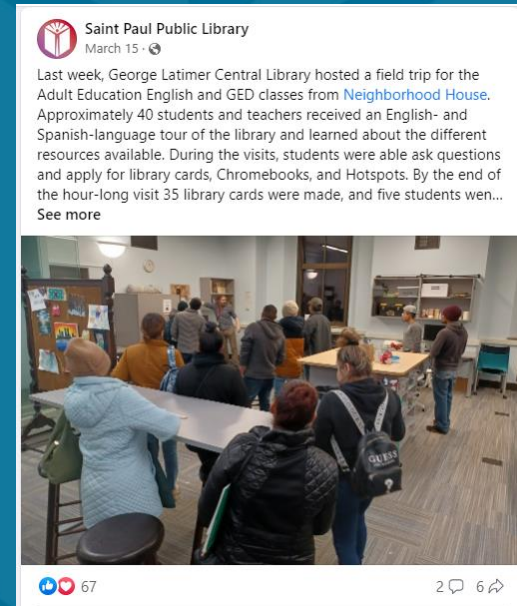 Saint Paul Public Library
March 15 ·
Last week, George Latimer Central Library hosted a field trip for the
Adult Education English and GED classes from Neighborhood House.
Approximately 40 students and teachers received an English- and
Spanish-language tour of the library and learned about the different
resources available. During the visits, students were able ask questions
and apply for library cards, Chromebooks, and Hotspots. By the end of
the hour-long visit 35 library cards were made, and five students wen...
See more
GUESS
67
2
6